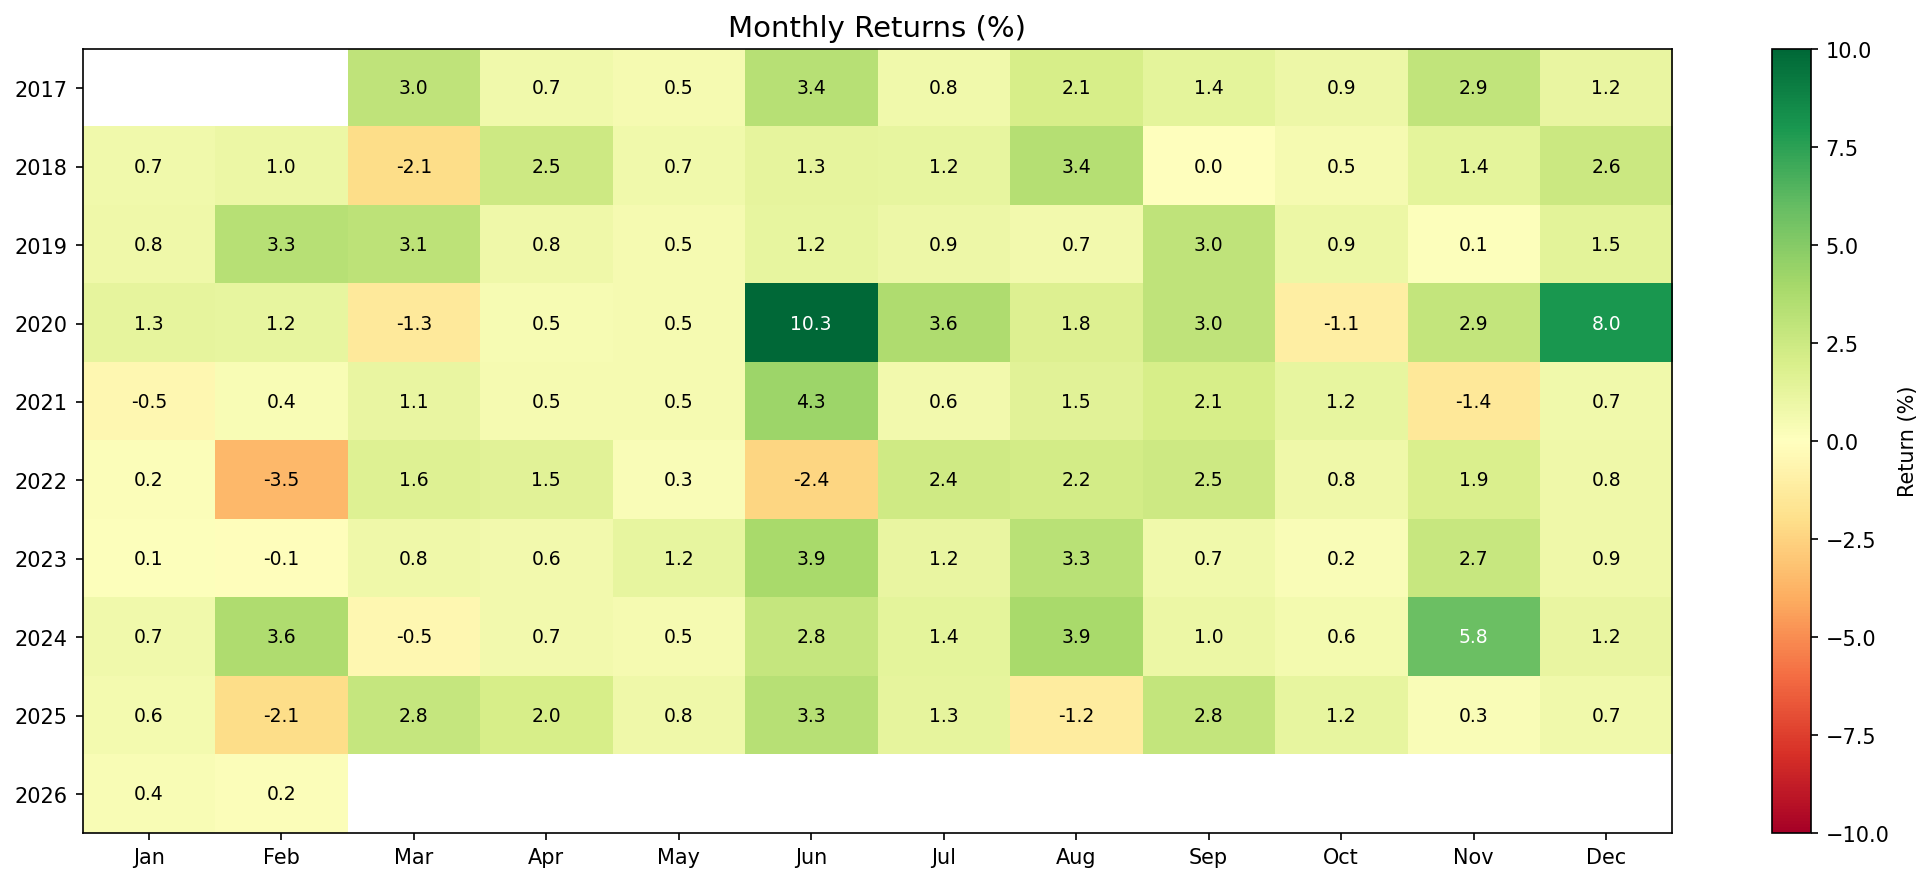 Monthly Returns (%)
2017 3.0 0.7 0.5 3.4 0.8 2.1 1.4 0.9 2.9 1.2
2018 0.7 1.0 -2.1 2.5 0.7 1.3 1.2 3.4 0.0 0.5 1.4 2.6
2019 0.8 3.3 3.1 0.8 0.5 1.2 0.9 0.7 3.0 0.9 0.1 1.5
2020 1.3 1.2 -1.3 0.5 0.5 10.3 3.6 1.8 3.0 -1.1 2.9 8.0
2021 -0.5 0.4 1.1 0.5 0.5 4.3 0.6 1.5 2.1 1.2 -1.4 0.7
2022 0.2 -3.5 1.6 1.5 0.3 -2.4 2.4 2.2 2.5 0.8 1.9 0.8
2023 0.1 -0.1 0.8 0.6 1.2 3.9 1.2 3.3 0.7 0.2 2.7 0.9
2024 0.7 3.6 -0.5 0.7 0.5 2.8 1.4 3.9 1.0 0.6 5.8 1.2
2025 0.6 -2.1 2.8 2.0 0.8 3.3 1.3 -1.2 2.8 1.2 0.3 0.7
2026 0.4 0.2
Jan Feb Mar Apr May Jun Jul Aug Sep Oct Nov Dec
10.0
7.5
5.0
2.5
0.0
−2.5
−5.0
−7.5
−10.0
Return (%)